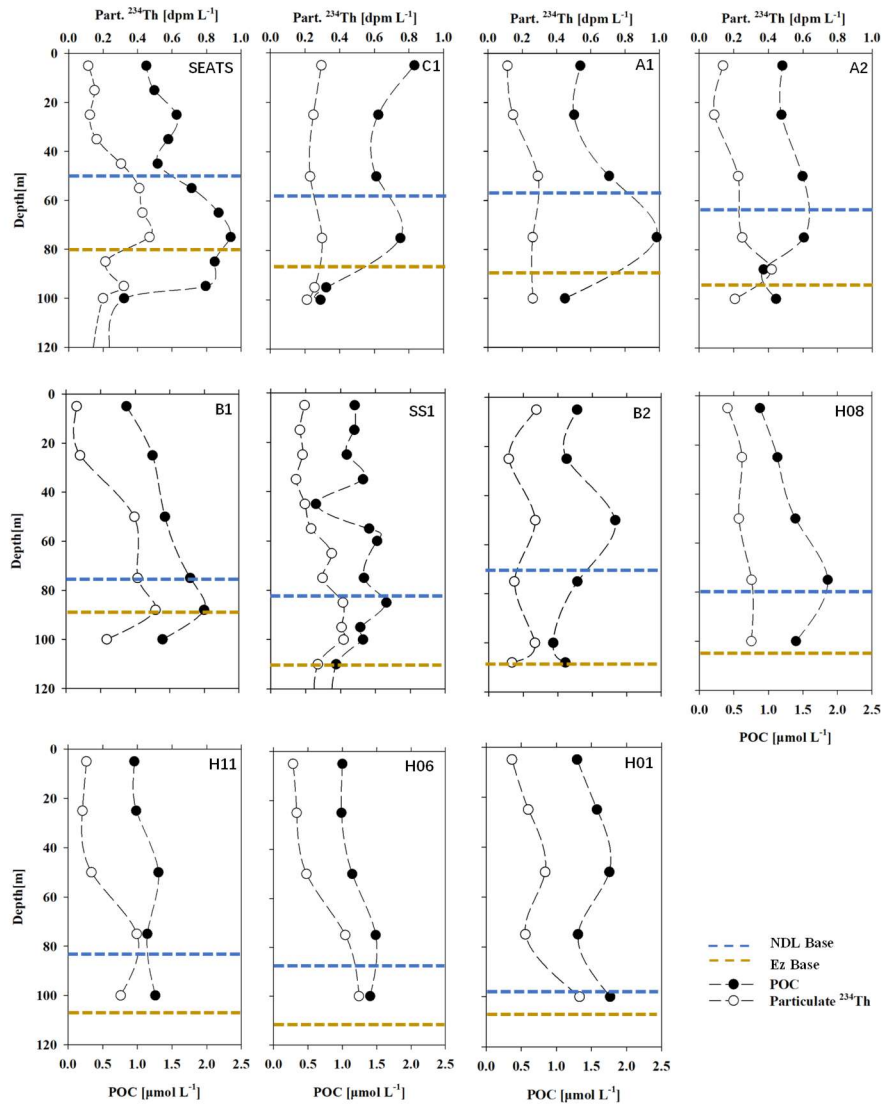 Part. ²³⁴Th [dpm L⁻¹] Part. ²³⁴Th [dpm L⁻¹] Part. ²³⁴Th [dpm L⁻¹] Part. ²³⁴Th [dpm L⁻¹]
0.0 0.2 0.4 0.6 0.8 1.0 0.0 0.2 0.4 0.6 0.8 1.0 0.0 0.2 0.4 0.6 0.8 1.0 0.0 0.2 0.4 0.6 0.8 1.0
SEATS C1 A1 A2
Depth[m]
0
20
40
60
80
100
120
B1 SS1 B2 H08
Depth[m]
0
20
40
60
80
100
120
0.0 0.5 1.0 1.5 2.0 2.5
POC [µmol L⁻¹]
H11 H06 H01
Depth[m]
0
20
40
60
80
100
120
0.0 0.5 1.0 1.5 2.0 2.5 0.0 0.5 1.0 1.5 2.0 2.5 0.0 0.5 1.0 1.5 2.0 2.5
POC [µmol L⁻¹] POC [µmol L⁻¹] POC [µmol L⁻¹]
NDL Base
Ez Base
POC
Particulate ²³⁴Th